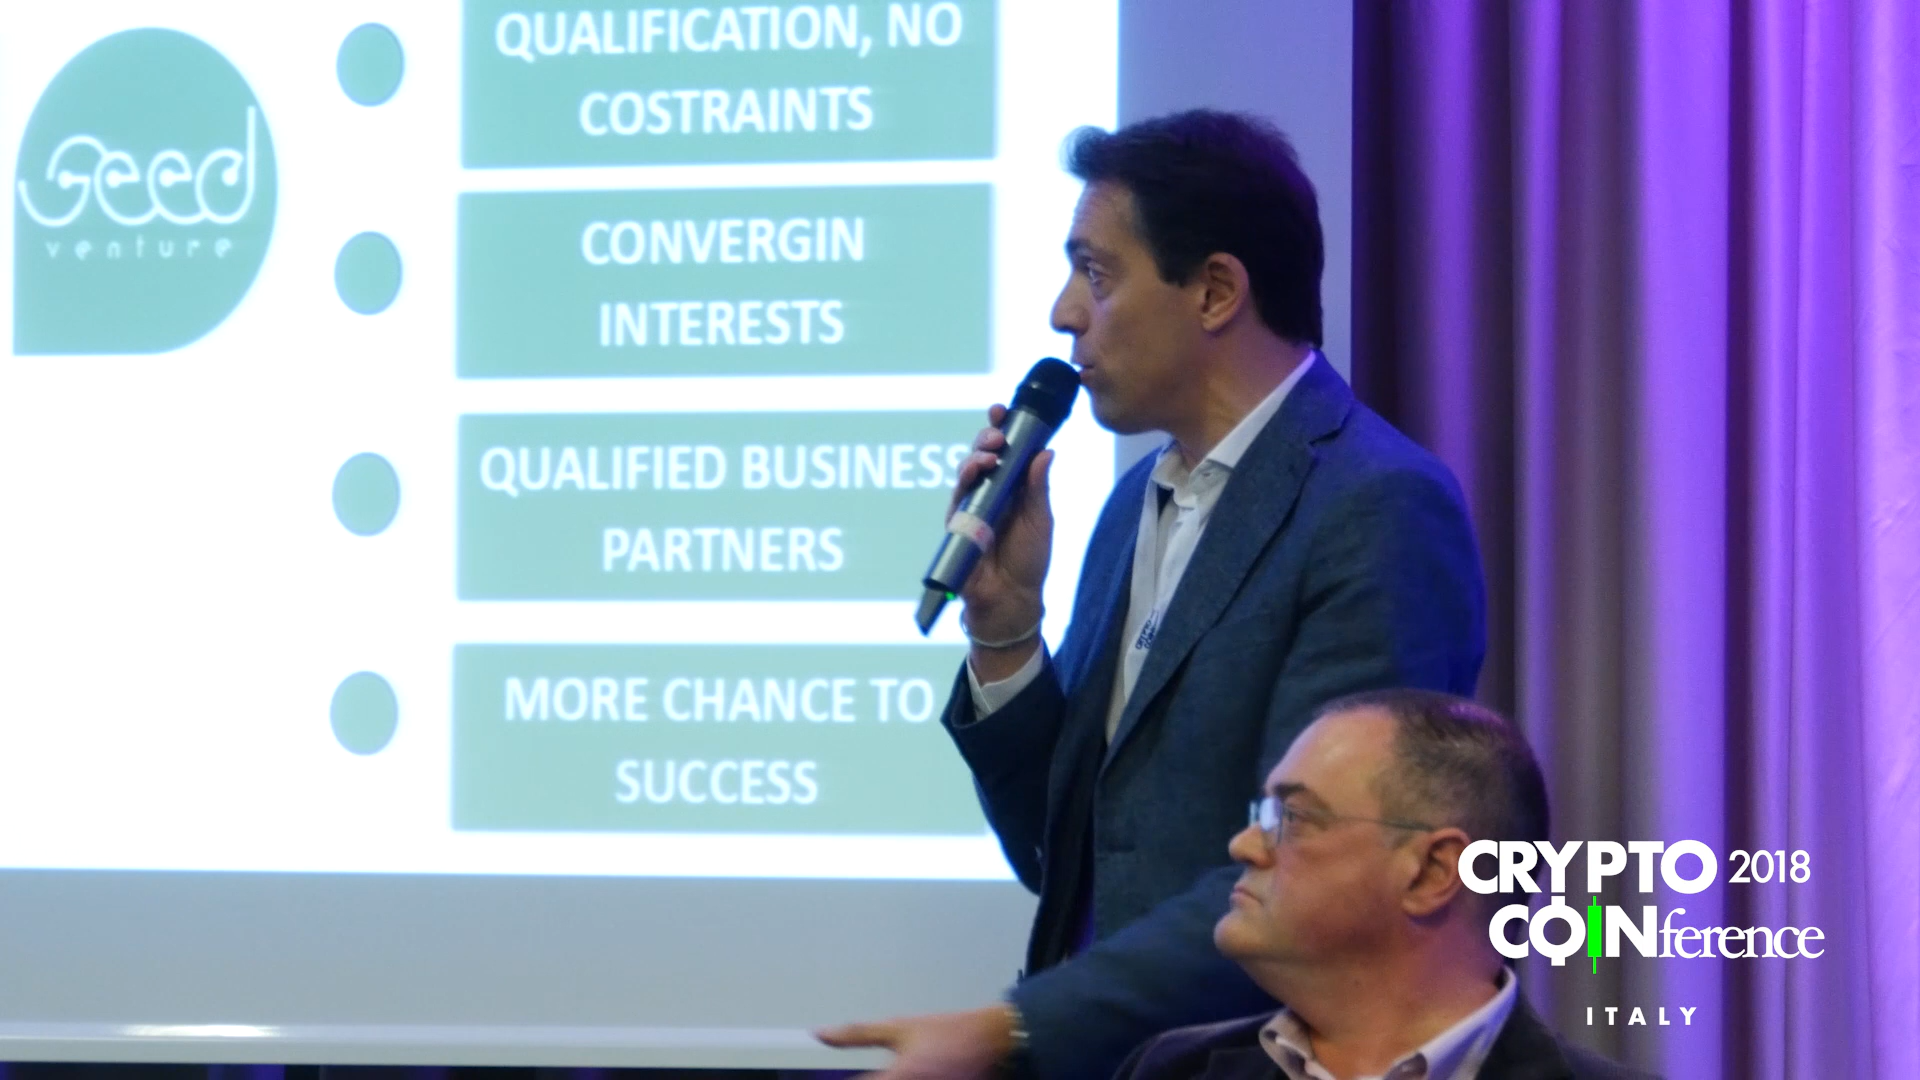 QUALIFICATION, NO
COSTRAINTS
seed
venture
CONVERGIN
INTERESTS
QUALIFIED BUSINESS
PARTNERS
MORE CHANCE TO
SUCCESS
CRYPTO 2018
COINference
ITALY